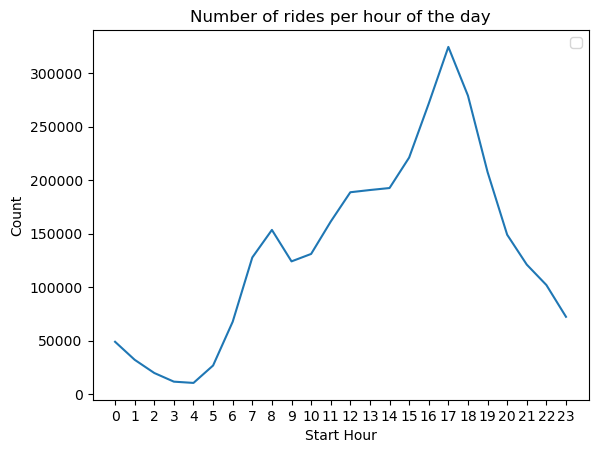 Number of rides per hour of the day
Count
300000
250000
200000
150000
100000
50000
0
0 1 2 3 4 5 6 7 8 9 10 11 12 13 14 15 16 17 18 19 20 21 22 23
Start Hour